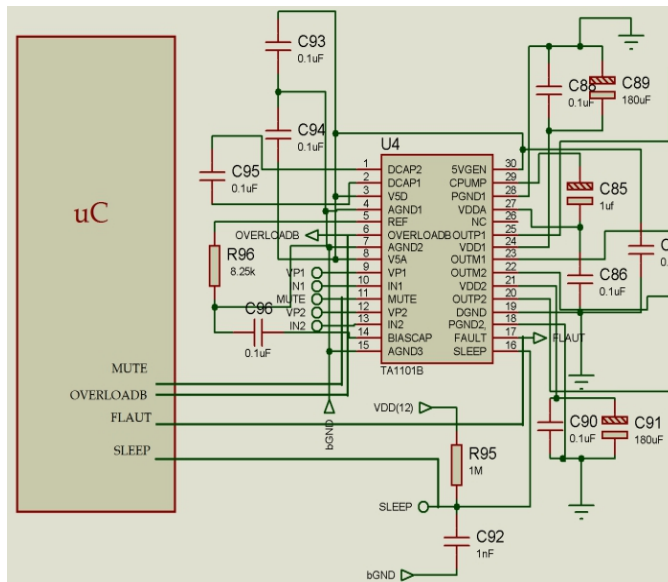 uC
MUTE
OVERLOADB
FLAUT
SLEEP
C93
0.1uF
C94
0.1uF
C95
0.1uF
OVERLOADB
R96
8.25k
VP1
IN1
MUTE
VP2
IN2
C96
0.1uF
bGND
U4
1 DCAP2 5VGEN 30
2 DCAP1 CPUMP 29
3 V5D PGND1 28
4 AGND1 VDDA 27
5 REF NC 26
6 OVERLOADB OUTP1 25
7 AGND2 VDD1 24
8 V5A OUTM1 23
9 VP1 OUTM2 22
10 IN1 VDD2 21
11 MUTE OUTP2 20
12 VP2 DGND 19
13 IN2 PGND2, 18
14 BIASCAP FAULT 17
15 AGND3 SLEEP 16
TA1101B
FLAUT
C88
0.1uF
C89
180uF
C85
1uf
C86
0.1uF
C
0.1
VDD(12)
R95
1M
SLEEP
C92
1nF
bGND
C90
0.1uF
C91
180uF